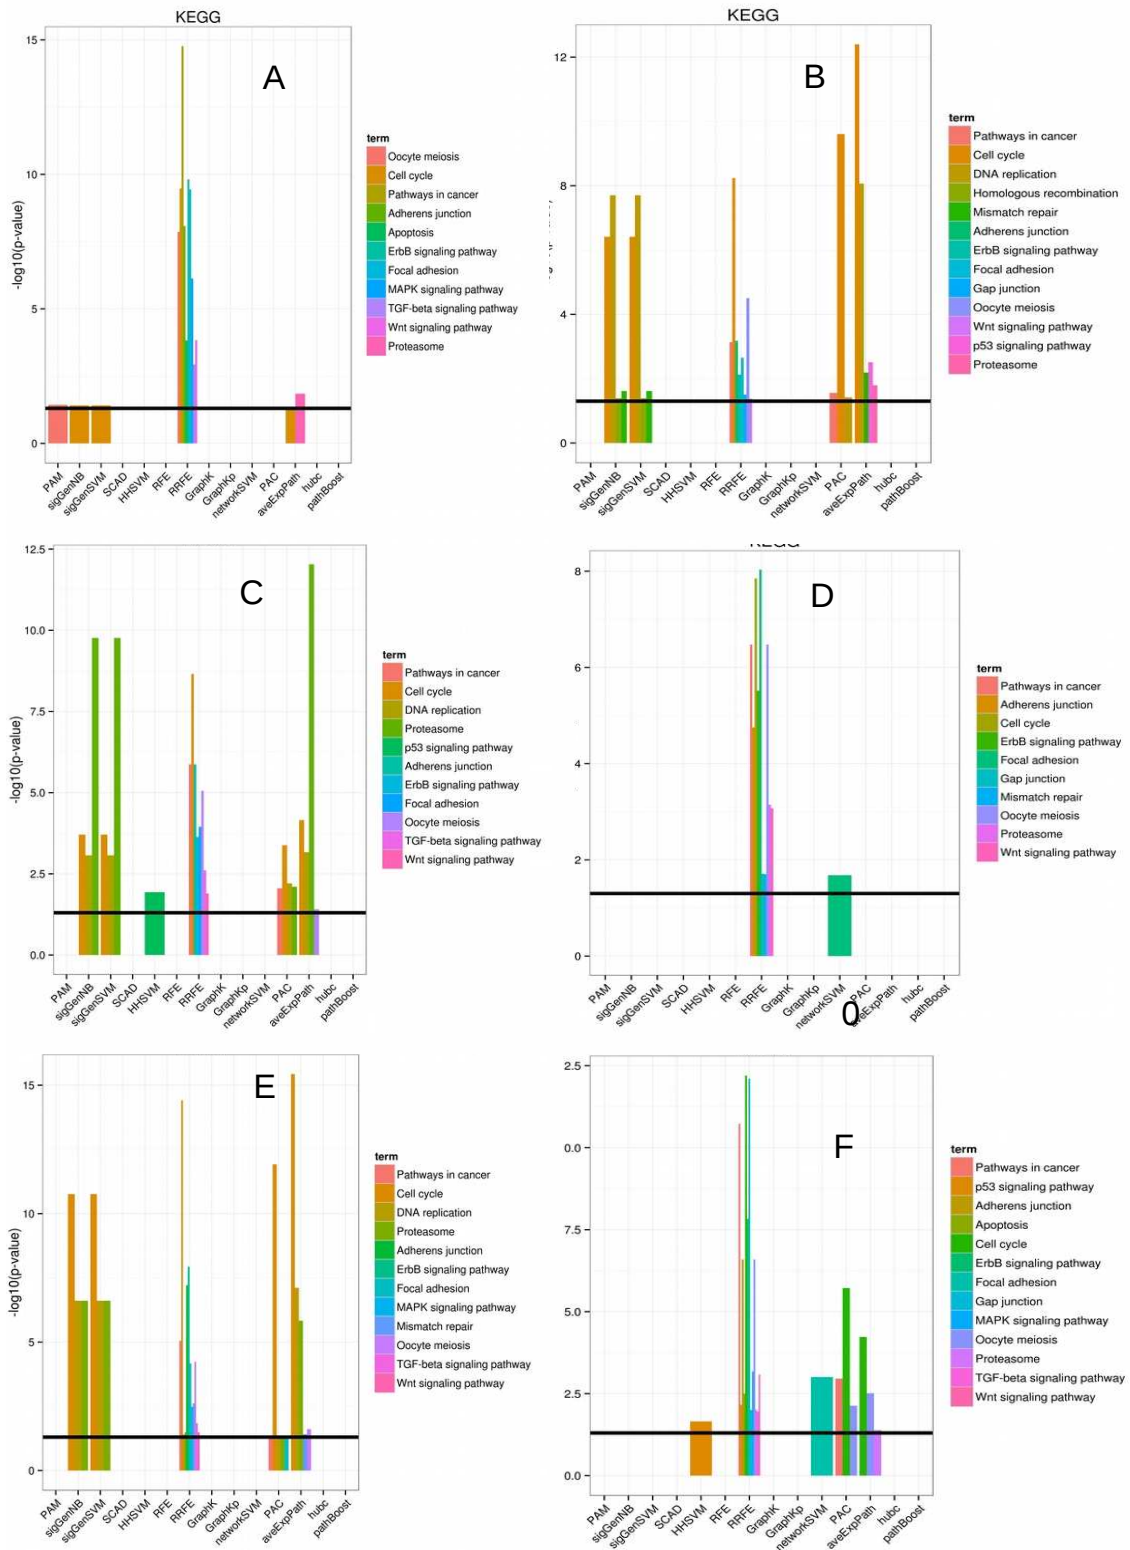 KEGG
A
15
10
5
0
-log10(p-value)
PAM
sigGenNB
sigGenSVM
SCAD
HHSVM
RFE
RRFE
GraphK
GraphKp
networkSVM
PAC
aveExpPath
hubc
pathBoost
term
Oocyte meiosis
Cell cycle
Pathways in cancer
Adherens junction
Apoptosis
ErbB signaling pathway
Focal adhesion
MAPK signaling pathway
TGF-beta signaling pathway
Wnt signaling pathway
Proteasome
KEGG
B
12
8
4
0
PAM
sigGenNB
sigGenSVM
SCAD
HHSVM
RFE
RRFE
GraphK
GraphKp
networkSVM
PAC
aveExpPath
hubc
pathBoost
term
Pathways in cancer
Cell cycle
DNA replication
Homologous recombination
Mismatch repair
Adherens junction
ErbB signaling pathway
Focal adhesion
Gap junction
Oocyte meiosis
Wnt signaling pathway
p53 signaling pathway
Proteasome
C
12.5
10.0
7.5
5.0
2.5
0.0
-log10(p-value)
PAM
sigGenNB
sigGenSVM
SCAD
HHSVM
RFE
RRFE
GraphK
GraphKp
networkSVM
PAC
aveExpPath
hubc
pathBoost
term
Pathways in cancer
Cell cycle
DNA replication
Proteasome
p53 signaling pathway
Adherens junction
ErbB signaling pathway
Focal adhesion
Oocyte meiosis
TGF-beta signaling pathway
Wnt signaling pathway
KEGG
D
8
6
4
2
0
PAM
sigGenNB
sigGenSVM
SCAD
HHSVM
RFE
RRFE
GraphK
GraphKp
networkSVM
PAC
aveExpPath
hubc
pathBoost
0
term
Pathways in cancer
Adherens junction
Cell cycle
ErbB signaling pathway
Focal adhesion
Gap junction
Mismatch repair
Oocyte meiosis
Proteasome
Wnt signaling pathway
E
15
10
5
0
-log10(p-value)
PAM
sigGenNB
sigGenSVM
SCAD
HHSVM
RFE
RRFE
GraphK
GraphKp
networkSVM
PAC
aveExpPath
hubc
pathBoost
term
Pathways in cancer
Cell cycle
DNA replication
Proteasome
Adherens junction
ErbB signaling pathway
Focal adhesion
MAPK signaling pathway
Mismatch repair
Oocyte meiosis
TGF-beta signaling pathway
Wnt signaling pathway
F
2.5
0.0
7.5
5.0
2.5
0.0
PAM
sigGenNB
sigGenSVM
SCAD
HHSVM
RFE
RRFE
GraphK
GraphKp
networkSVM
PAC
aveExpPath
hubc
pathBoost
term
Pathways in cancer
p53 signaling pathway
Adherens junction
Apoptosis
Cell cycle
ErbB signaling pathway
Focal adhesion
Gap junction
MAPK signaling pathway
Oocyte meiosis
Proteasome
TGF-beta signaling pathway
Wnt signaling pathway